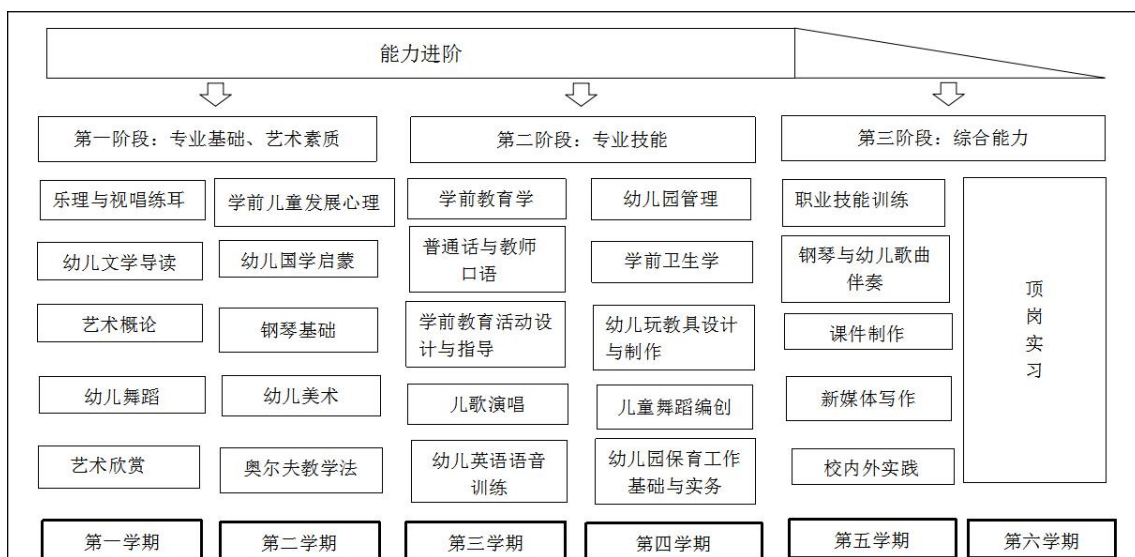 能力进阶
第一阶段：专业基础、艺术素质
第二阶段：专业技能
第三阶段：综合能力
乐理与视唱练耳
学前儿童发展心理
学前教育学
幼儿园管理
职业技能训练
幼儿文学导读
幼儿国学启蒙
普通话与教师
口语
学前卫生学
钢琴与幼儿歌曲
伴奏
艺术概论
钢琴基础
学前教育活动设
计与指导
幼儿玩教具设计
与制作
课件制作
幼儿舞蹈
幼儿美术
儿歌演唱
儿童舞蹈编创
新媒体写作
艺术欣赏
奥尔夫教学法
幼儿英语语音
训练
幼儿园保育工作
基础与实务
校内外实践
顶
岗
实
习
第一学期
第二学期
第三学期
第四学期
第五学期
第六学期